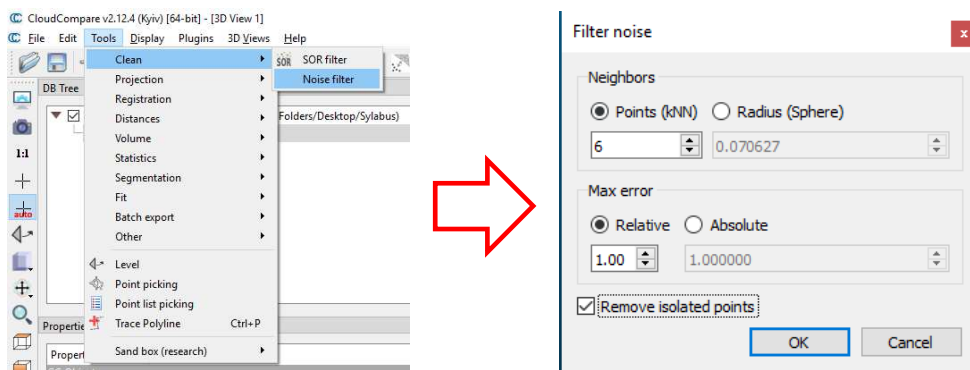 CloudCompare v2.12.4 (Kyiv) [64-bit] - [3D View 1]
File Edit Tools Display Plugins 3D Views Help
Clean
SOR SOR filter
Noise filter
DB Tree
Projection
Registration
Distances
Folders/Desktop/Sylabus)
Volume
1:1
Statistics
Segmentation
Fit
auto
Batch export
Other
Level
Point picking
Point list picking
Trace Polyline Ctrl+P
Propertie
Sand box (research)
Propert
Filter noise
x
Neighbors
Points (kNN) Radius (Sphere)
6 0.070627
Max error
Relative Absolute
1.00 1.000000
Remove isolated points
OK Cancel